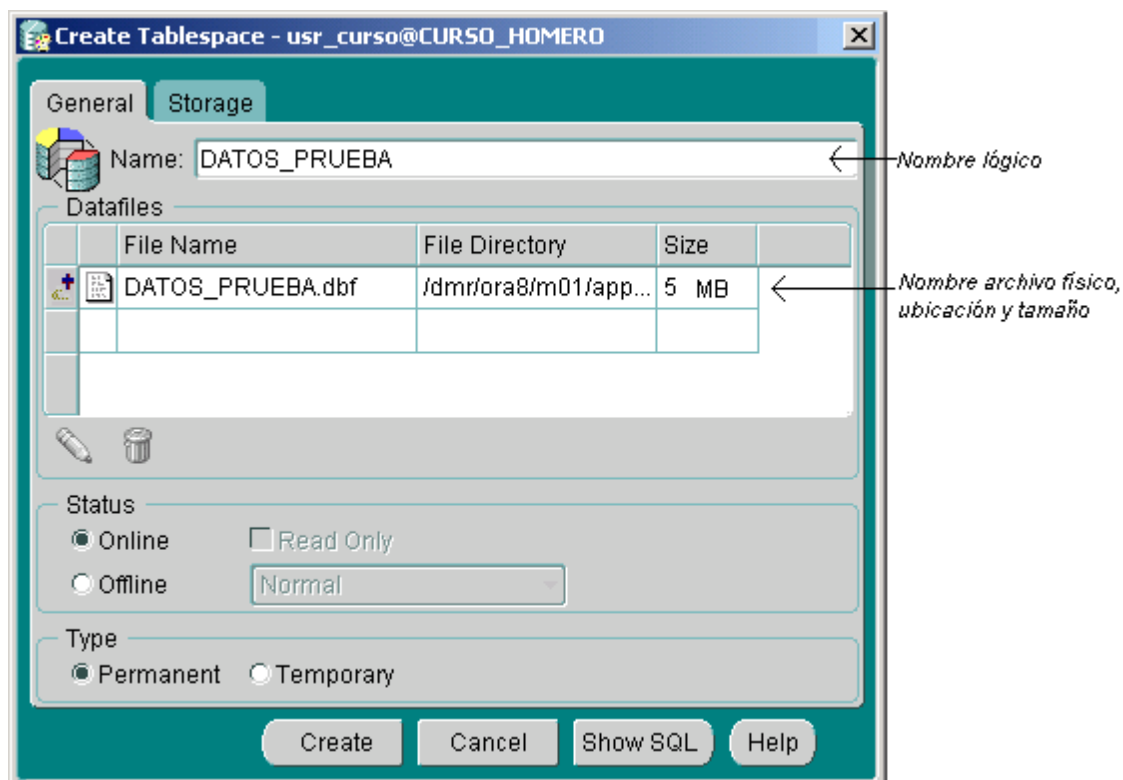 Create Tablespace - usr_curso@CURSO_HOMERO
General Storage
Name: DATOS_PRUEBA
Nombre lógico
Datafiles
File Name File Directory Size
DATOS_PRUEBA.dbf /dmr/ora8/m01/app... 5 MB
Nombre archivo físico,
ubicación y tamaño
Status
Online Read Only
Offline Normal
Type
Permanent Temporary
Create Cancel Show SQL Help